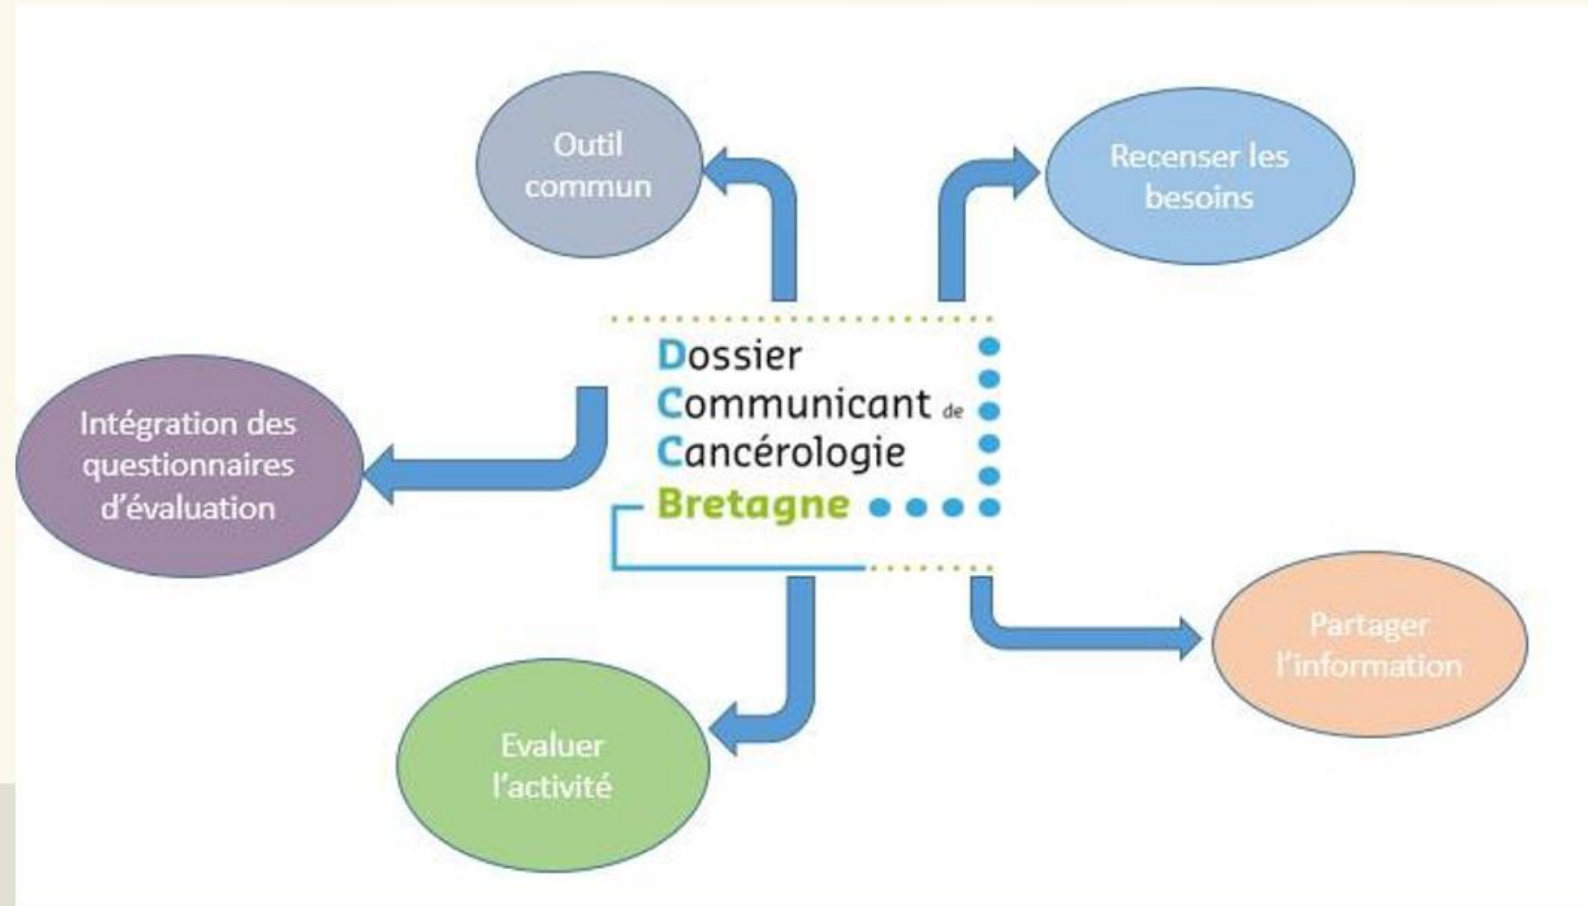 Outil
commun
Recenser les
besoins
Dossier
Communicant de
Cancérologie
Bretagne
Intégration des
questionnaires
d’évaluation
Partager
l’information
Evaluer
l’activité